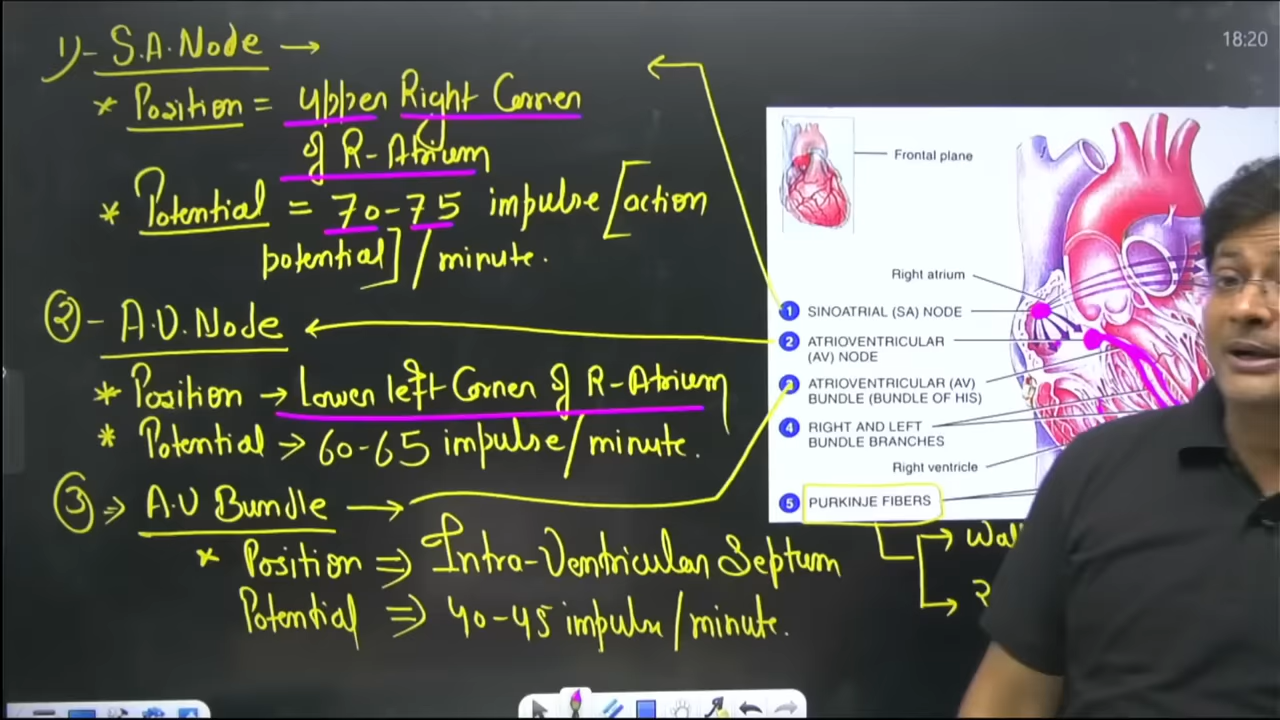 1)- S.A. Node →
* Position = Upper Right Corner
of R-Atrium
* Potential = 70-75 impulse/[action
potential]/minute.
②- A.V. Node
* Position → Lower left Corner of R-Atrium
* Potential → 60-65 impulse/minute.
③ ⇒ A.V Bundle →
* Position ⇒ Intra-Ventricular Septum
Potential ⇒ 40-45 impulse/minute.
18:20
Frontal plane
Right atrium
1 SINOATRIAL (SA) NODE
2 ATRIOVENTRICULAR
(AV) NODE
3 ATRIOVENTRICULAR (AV)
BUNDLE (BUNDLE OF HIS)
4 RIGHT AND LEFT
BUNDLE BRANCHES
Right ventricle
5 PURKINJE FIBERS